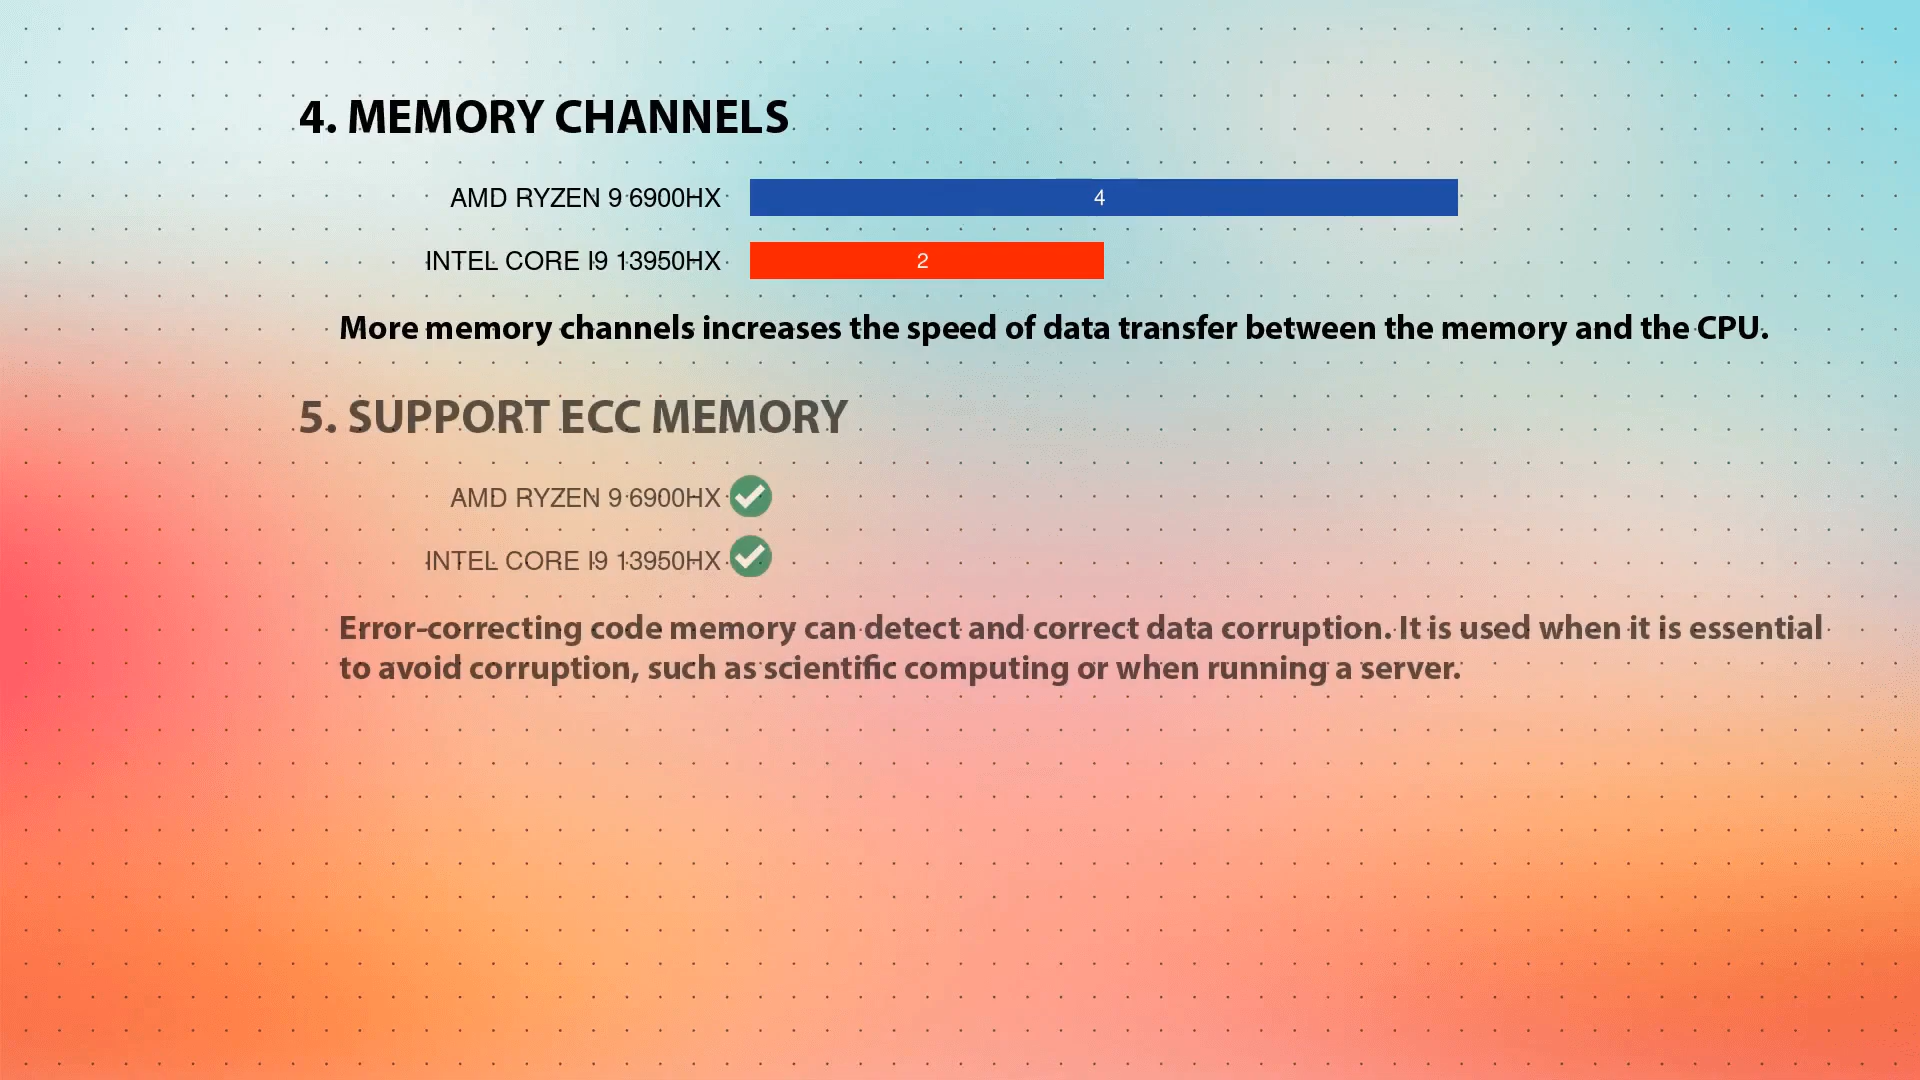 4. MEMORY CHANNELS
AMD RYZEN 9 6900HX
4
INTEL CORE I9 13950HX
2
More memory channels increases the speed of data transfer between the memory and the CPU.
5. SUPPORT ECC MEMORY
AMD RYZEN 9 6900HX
INTEL CORE I9 13950HX
Error-correcting code memory can detect and correct data corruption. It is used when it is essential
to avoid corruption, such as scientific computing or when running a server.